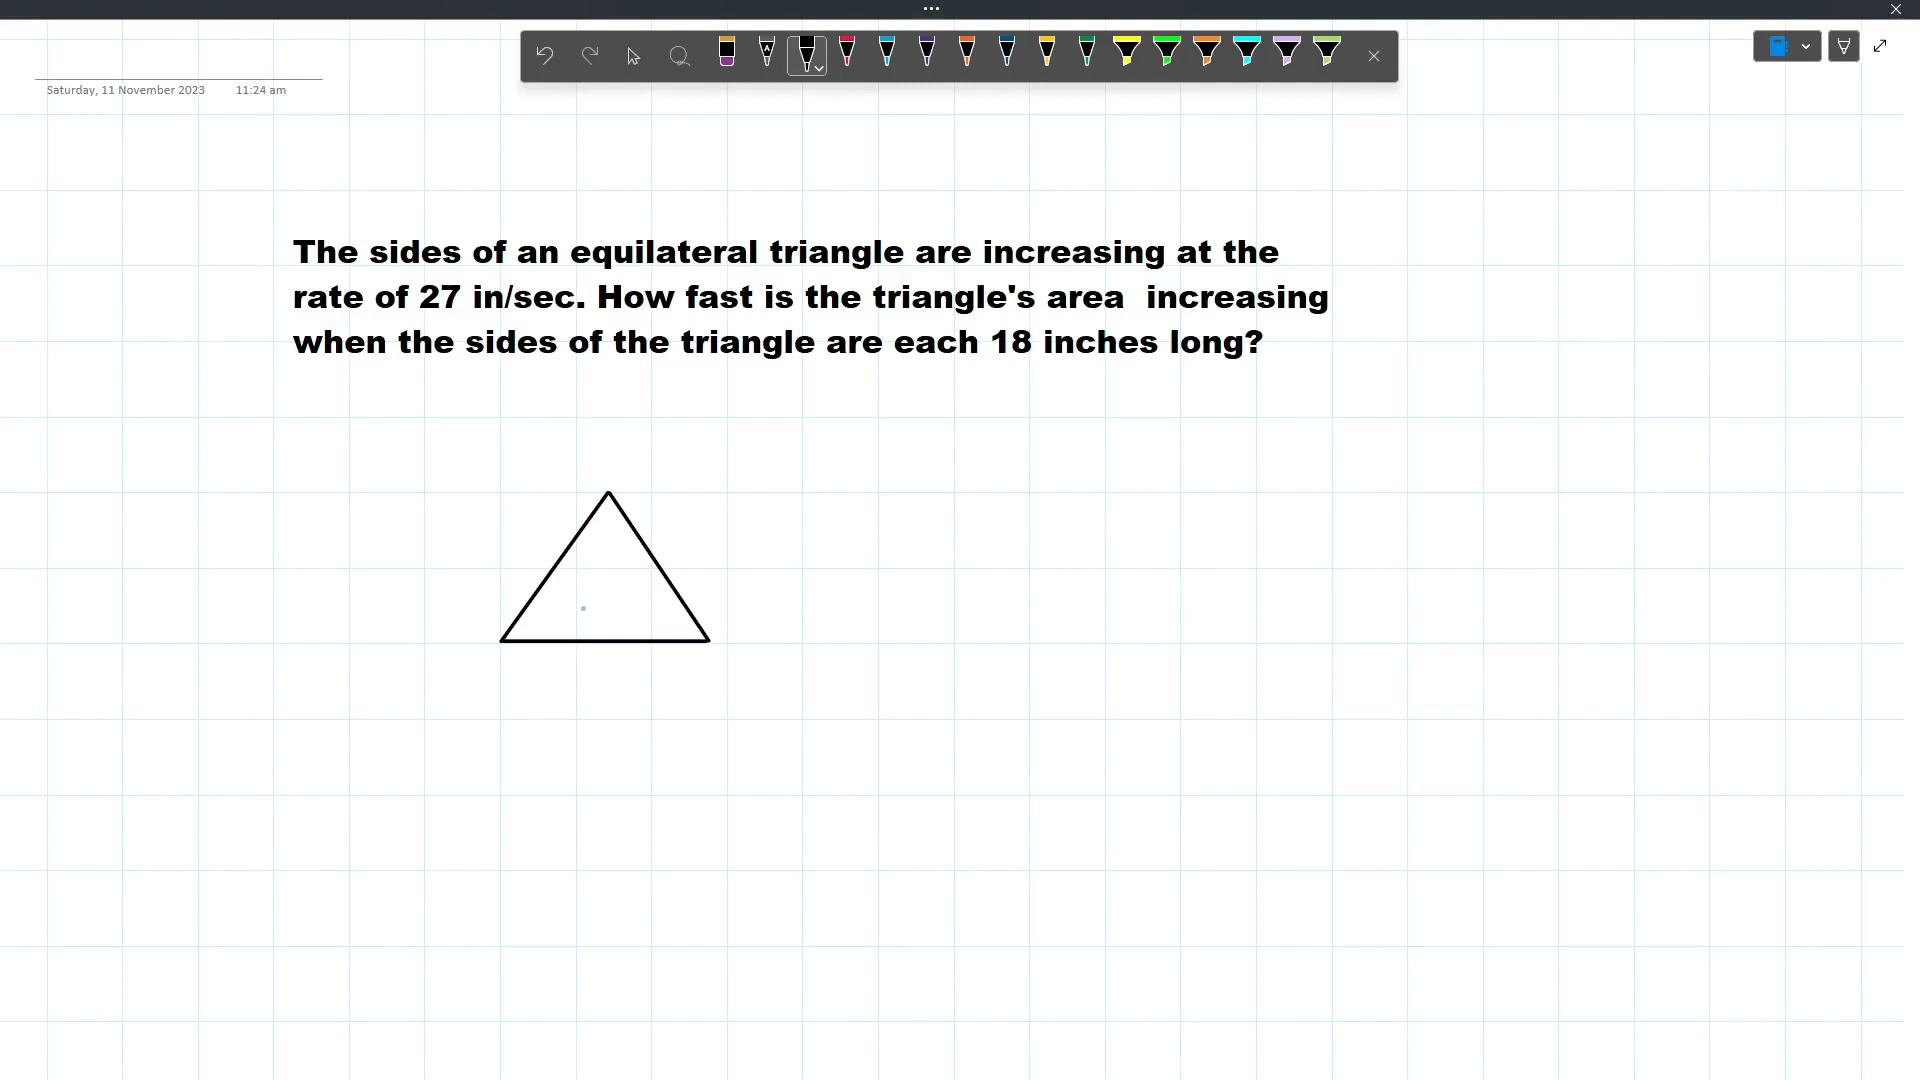 Saturday, 11 November 2023 11:24 am
The sides of an equilateral triangle are increasing at the
rate of 27 in/sec. How fast is the triangle's area increasing
when the sides of the triangle are each 18 inches long?